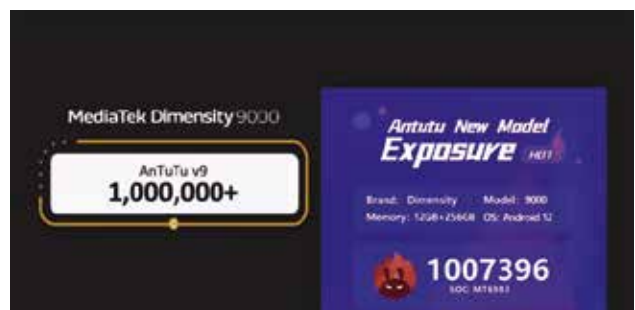 MediaTek Dimensity 9000
AnTuTu v9
1,000,000+
Antutu New Model
Exposure HOT
Brand: Dimensity Model: 9000
Memory: 12GB+256GB OS: Android 12
1007396
SOC: MT6983